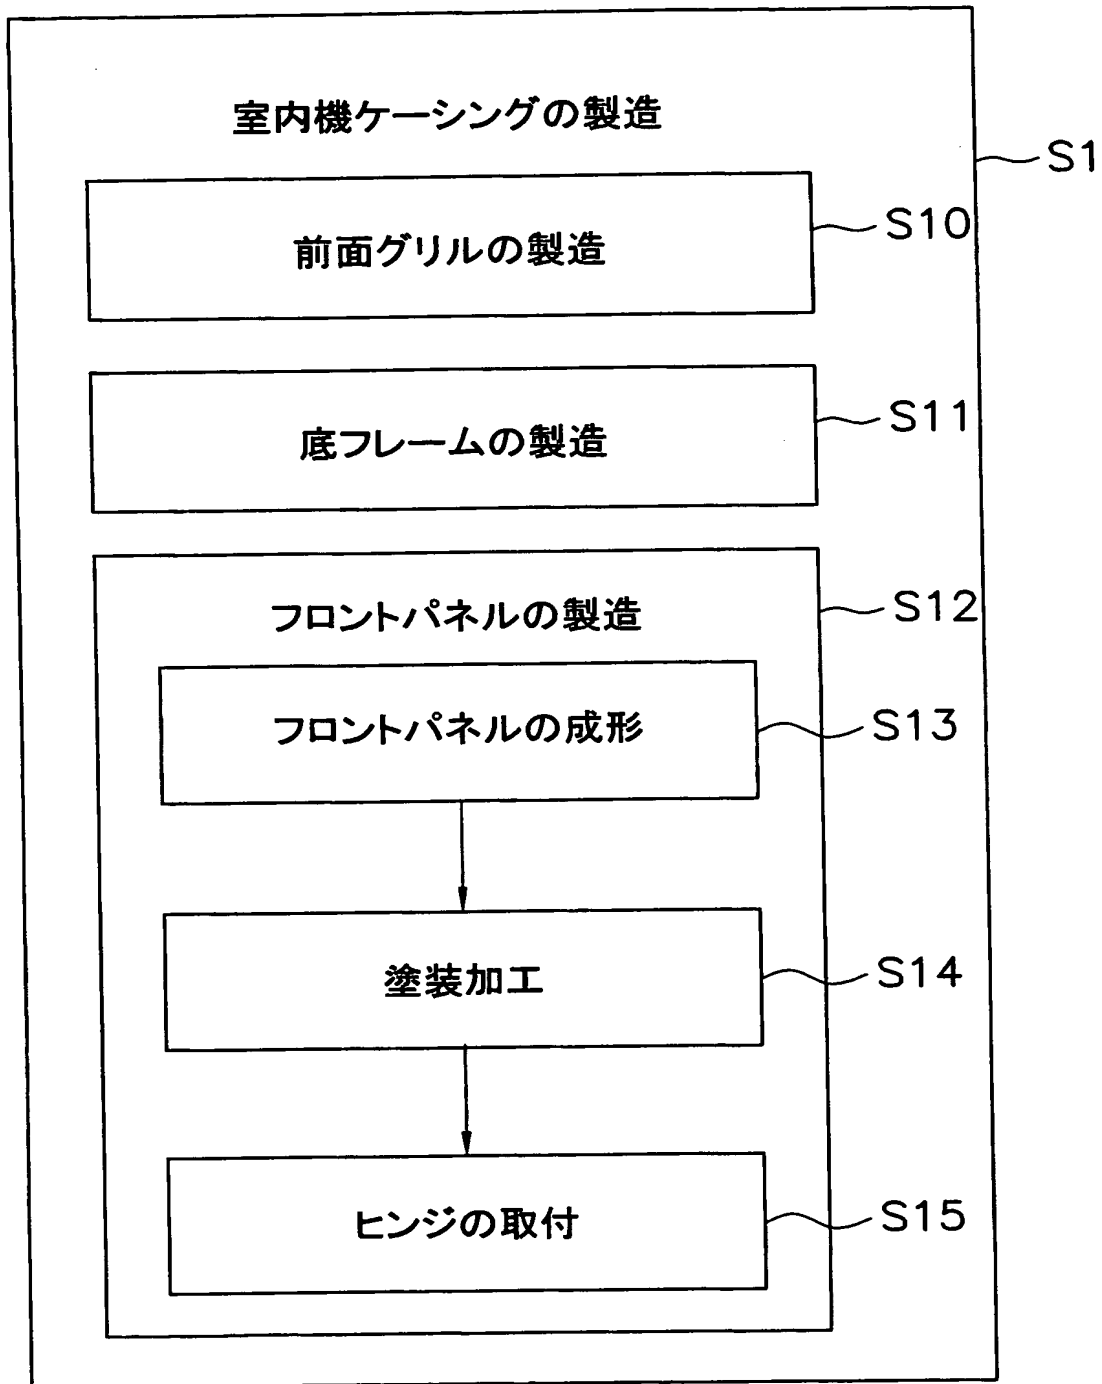 室内機ケーシングの製造
S1
前面グリルの製造
S10
底フレームの製造
S11
フロントパネルの製造
S12
フロントパネルの成形
S13
塗装加工
S14
ヒンジの取付
S15